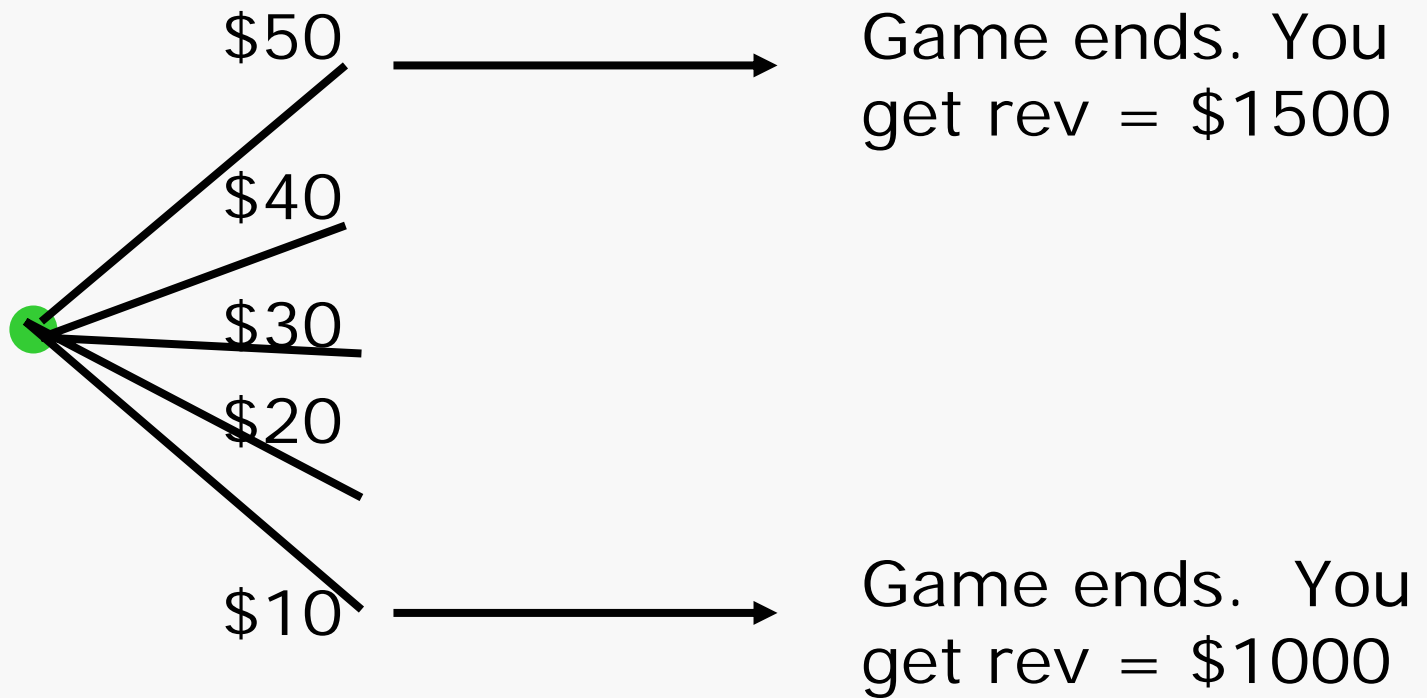 $50
Game ends. You
get rev = $1500
$40
$30
$20
$10
Game ends. You
get rev = $1000